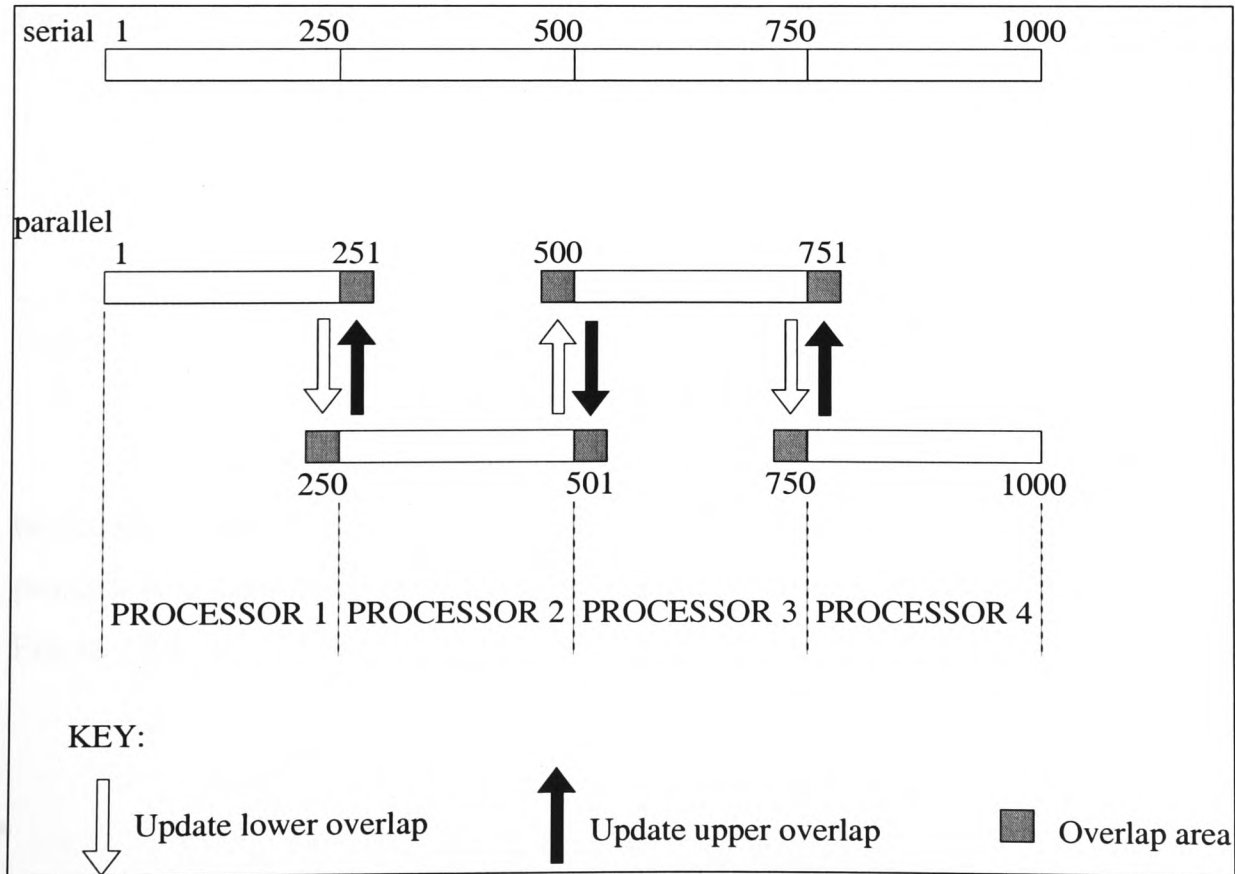 serial 1 250 500 750 1000
parallel
1 251 500 751
250 501 750 1000
PROCESSOR 1 PROCESSOR 2 PROCESSOR 3 PROCESSOR 4
KEY:
Update lower overlap Update upper overlap Overlap area